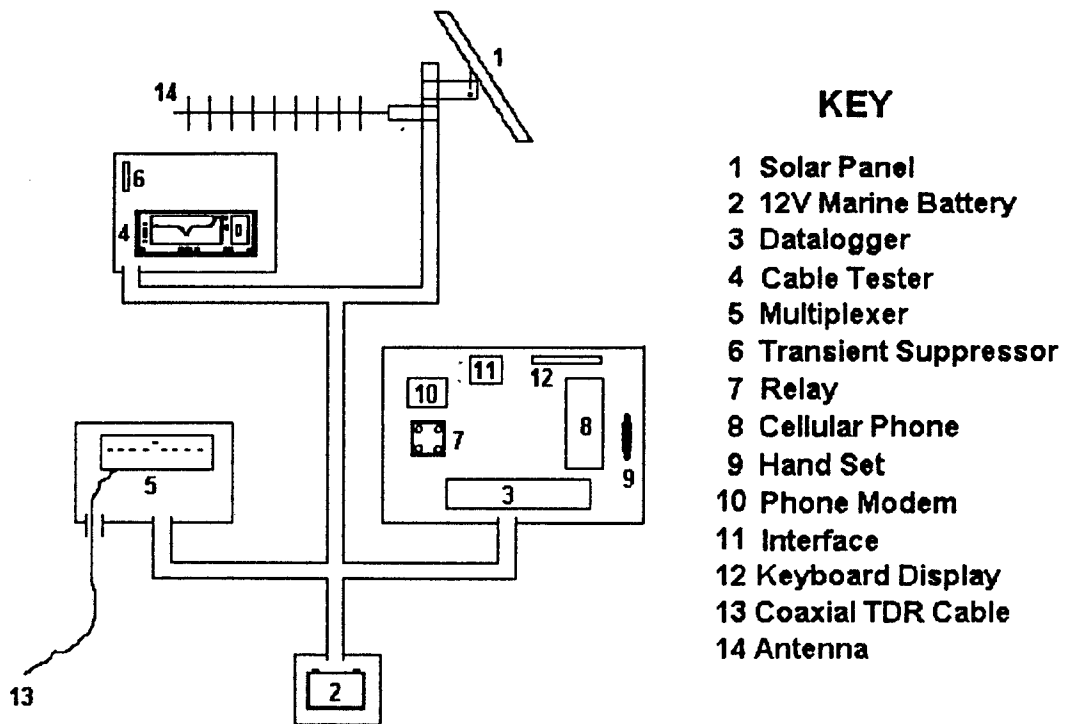 1
14
6
4
11
12
10
8
7
9
5
3
13
2
KEY
1 Solar Panel
2 12V Marine Battery
3 Datalogger
4 Cable Tester
5 Multiplexer
6 Transient Suppressor
7 Relay
8 Cellular Phone
9 Hand Set
10 Phone Modem
11 Interface
12 Keyboard Display
13 Coaxial TDR Cable
14 Antenna